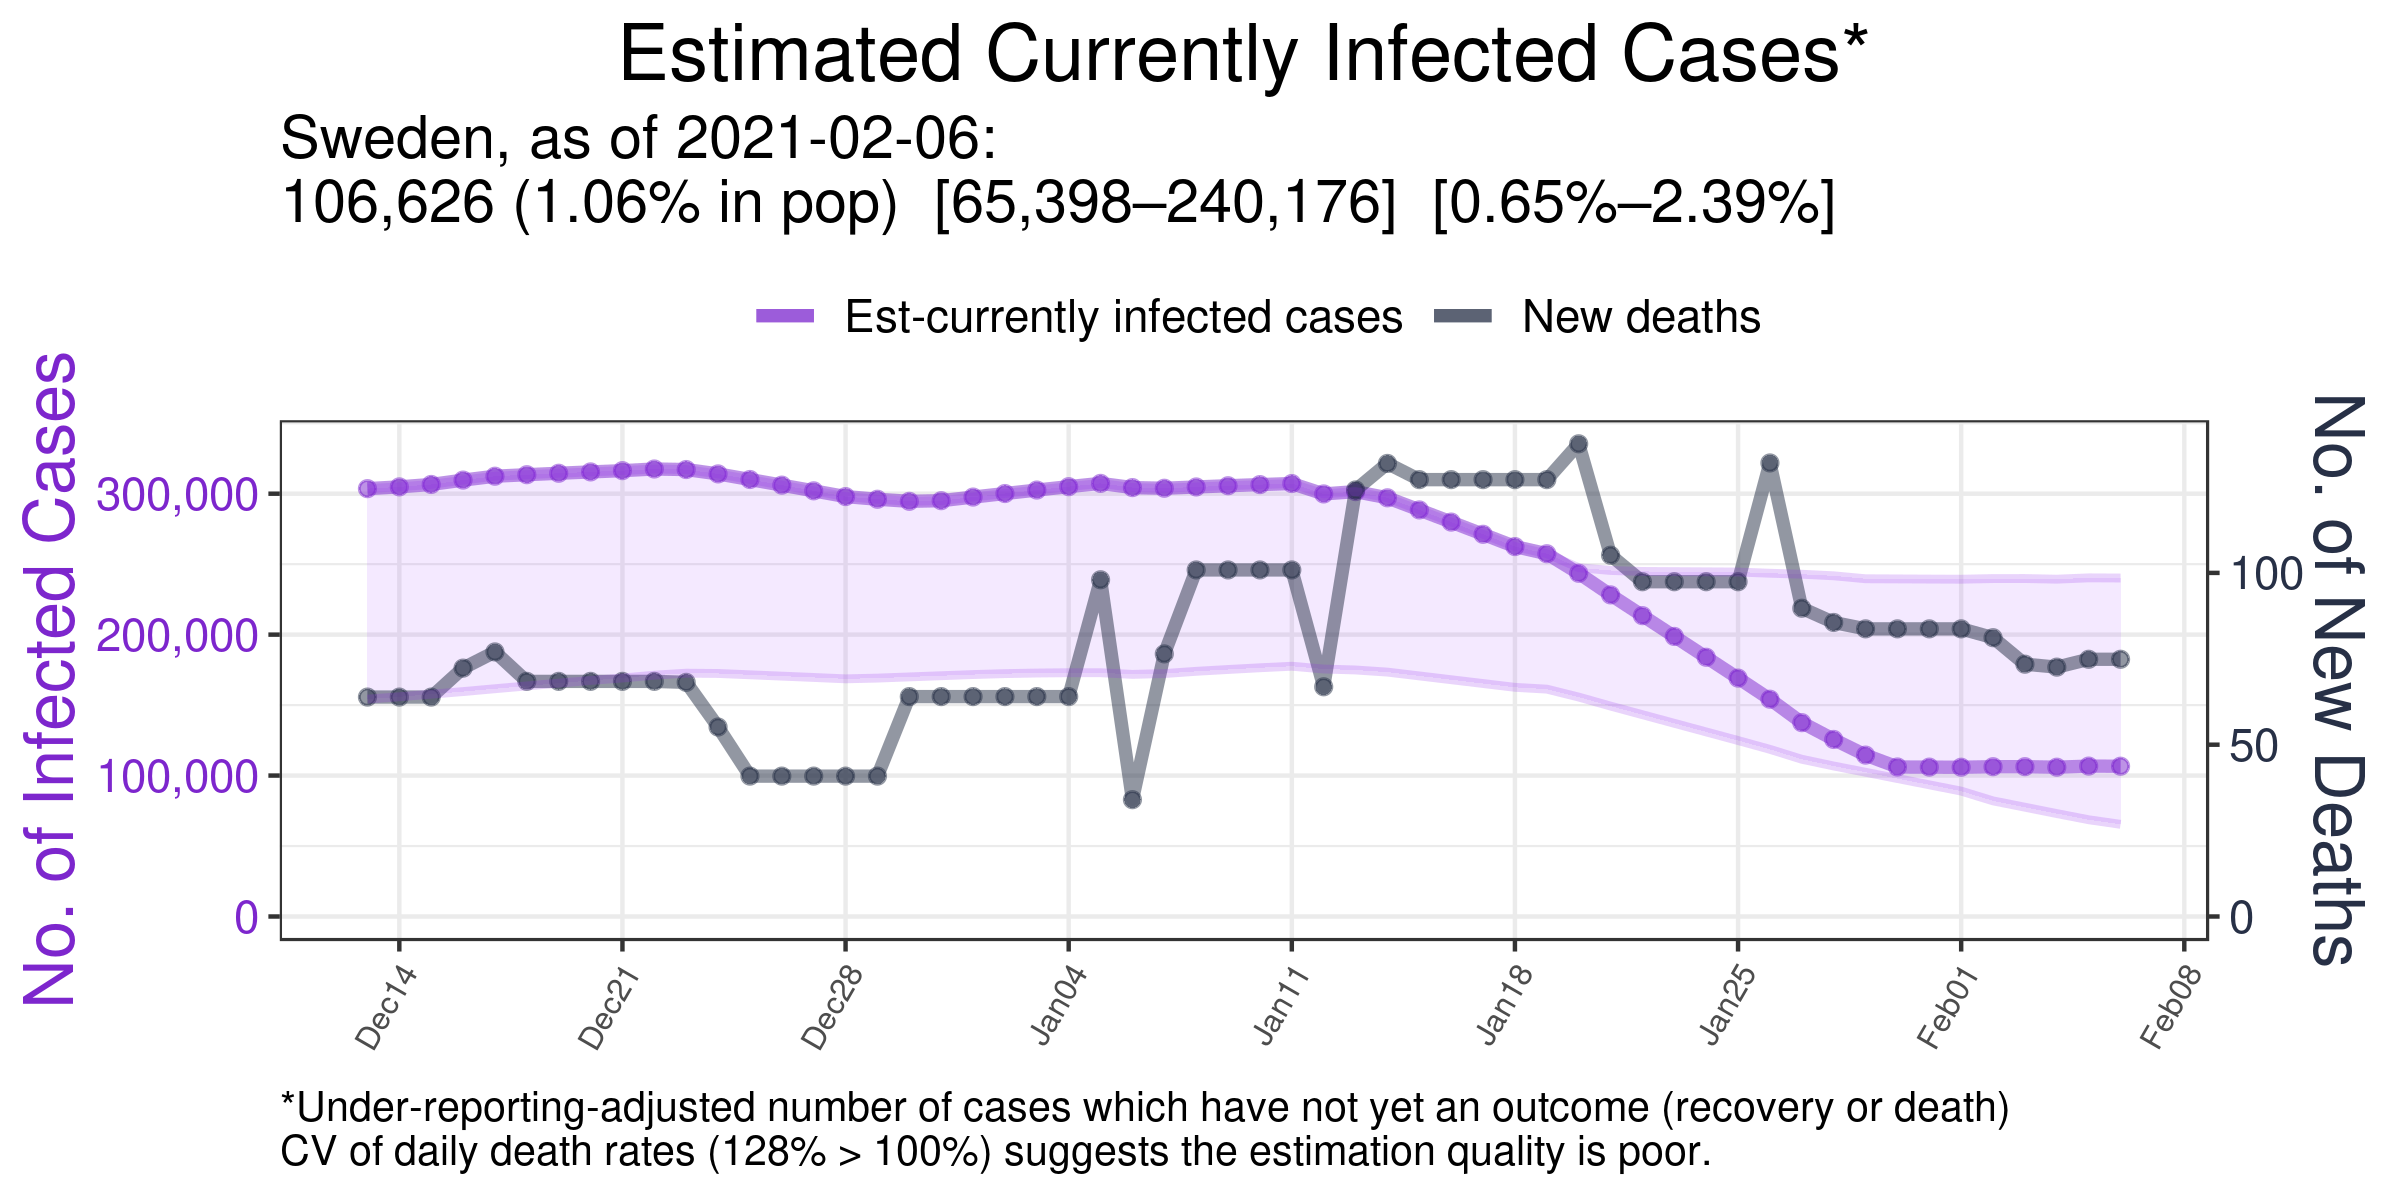 Estimated Currently Infected Cases*
Sweden, as of 2021-02-06:
106,626 (1.06% in pop)  [65,398–240,176]  [0.65%–2.39%]
Est-currently infected cases
New deaths
No. of Infected Cases
300,000
200,000
100,000
0
No. of New Deaths
100
50
0
Dec14
Dec21
Dec28
Jan04
Jan11
Jan18
Jan25
Feb01
Feb08
*Under-reporting-adjusted number of cases which have not yet an outcome (recovery or death)
CV of daily death rates (128% > 100%) suggests the estimation quality is poor.